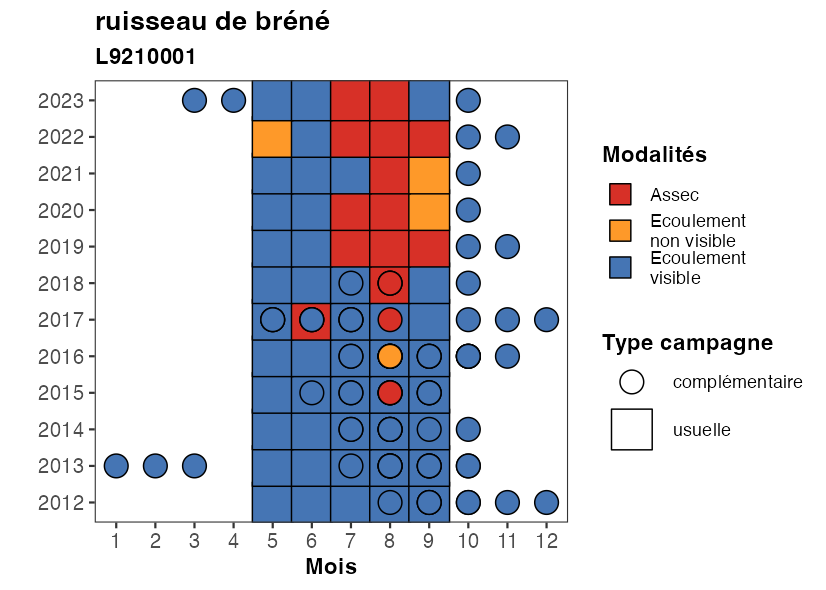 ruisseau de bréné
L9210001
2023
2022
2021
2020
2019
2018
2017
2016
2015
2014
2013
2012
1 2 3 4 5 6 7 8 9 10 11 12
Mois
Modalités
Assec
Ecoulement
non visible
Ecoulement
visible
Type campagne
complémentaire
usuelle